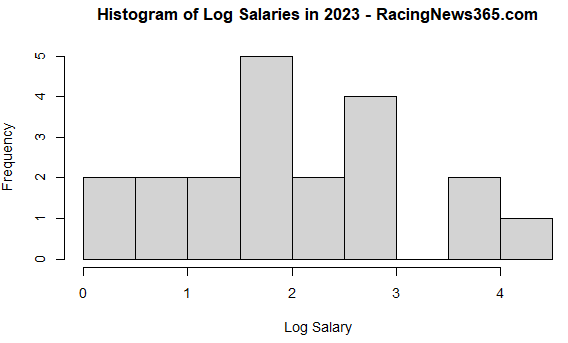 Histogram of Log Salaries in 2023 - RacingNews365.com
Frequency
5
4
3
2
1
0
0 1 2 3 4
Log Salary